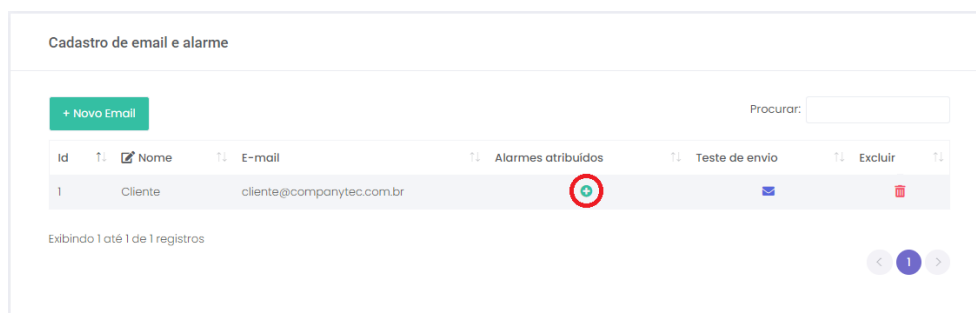 Cadastro de email e alarme
+ Novo Email
Procurar:
Id Nome E-mail Alarmes atribuídos Teste de envio Excluir
1 Cliente cliente@companytec.com.br
Exibindo 1 até 1 de 1 registros
< 1 >